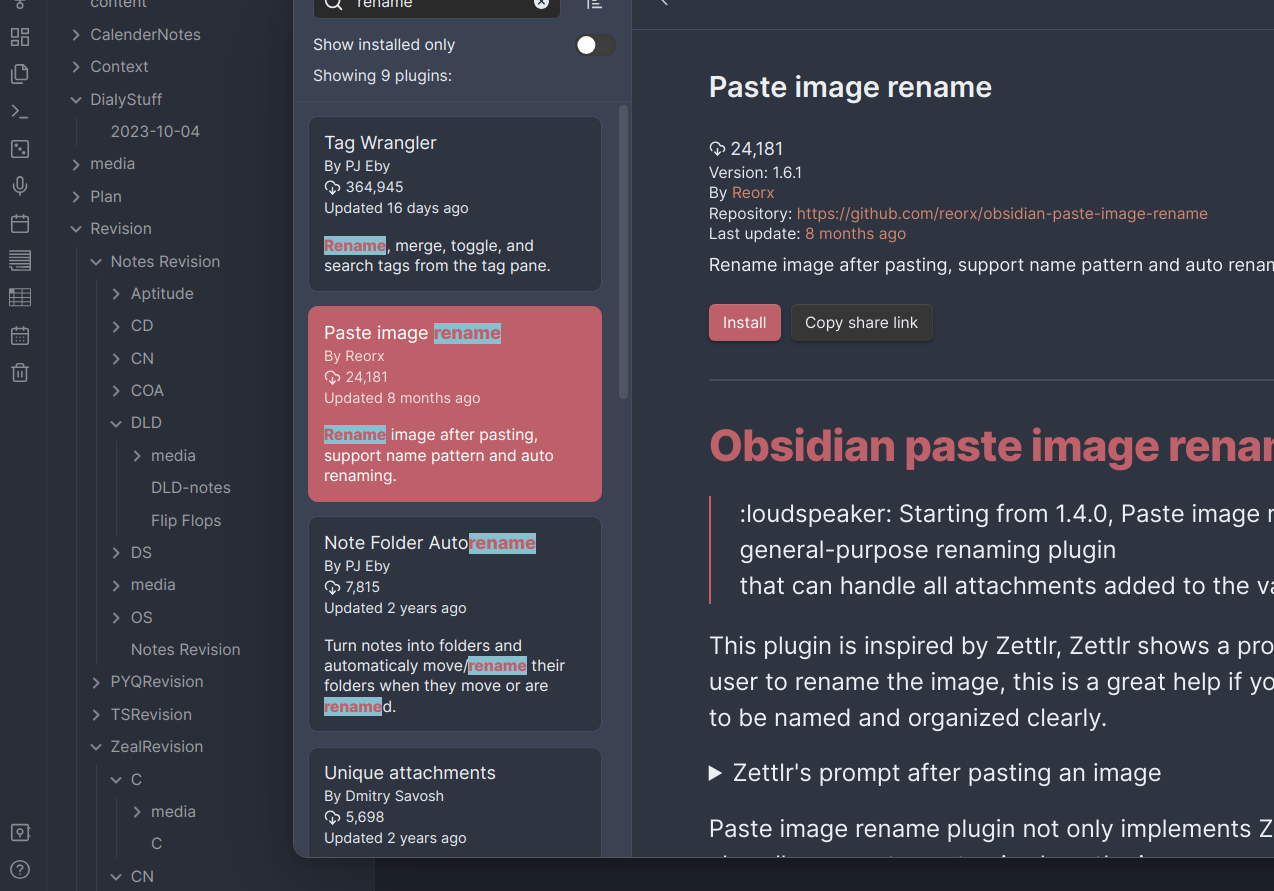 content
CalenderNotes
Context
DialyStuff
2023-10-04
media
Plan
Revision
Notes Revision
Aptitude
CD
CN
COA
DLD
media
DLD-notes
Flip Flops
DS
media
OS
Notes Revision
PYQRevision
TSRevision
ZealRevision
C
media
C
CN
rename
Show installed only
Showing 9 plugins:
Tag Wrangler
By PJ Eby
364,945
Updated 16 days ago
Rename, merge, toggle, and
search tags from the tag pane.
Paste image rename
By Reorx
24,181
Updated 8 months ago
Rename image after pasting,
support name pattern and auto
renaming.
Note Folder Autorename
By PJ Eby
7,815
Updated 2 years ago
Turn notes into folders and
automaticaly move/rename their
folders when they move or are
renamed.
Unique attachments
By Dmitry Savosh
5,698
Updated 2 years ago
Paste image rename
24,181
Version: 1.6.1
By Reorx
Repository: https://github.com/reorx/obsidian-paste-image-rename
Last update: 8 months ago
Rename image after pasting, support name pattern and auto renam
Install
Copy share link
Obsidian paste image renam
:loudspeaker: Starting from 1.4.0, Paste image r
general-purpose renaming plugin
that can handle all attachments added to the va
This plugin is inspired by Zettlr, Zettlr shows a pro
user to rename the image, this is a great help if yo
to be named and organized clearly.
Zettlr's prompt after pasting an image
Paste image rename plugin not only implements Z